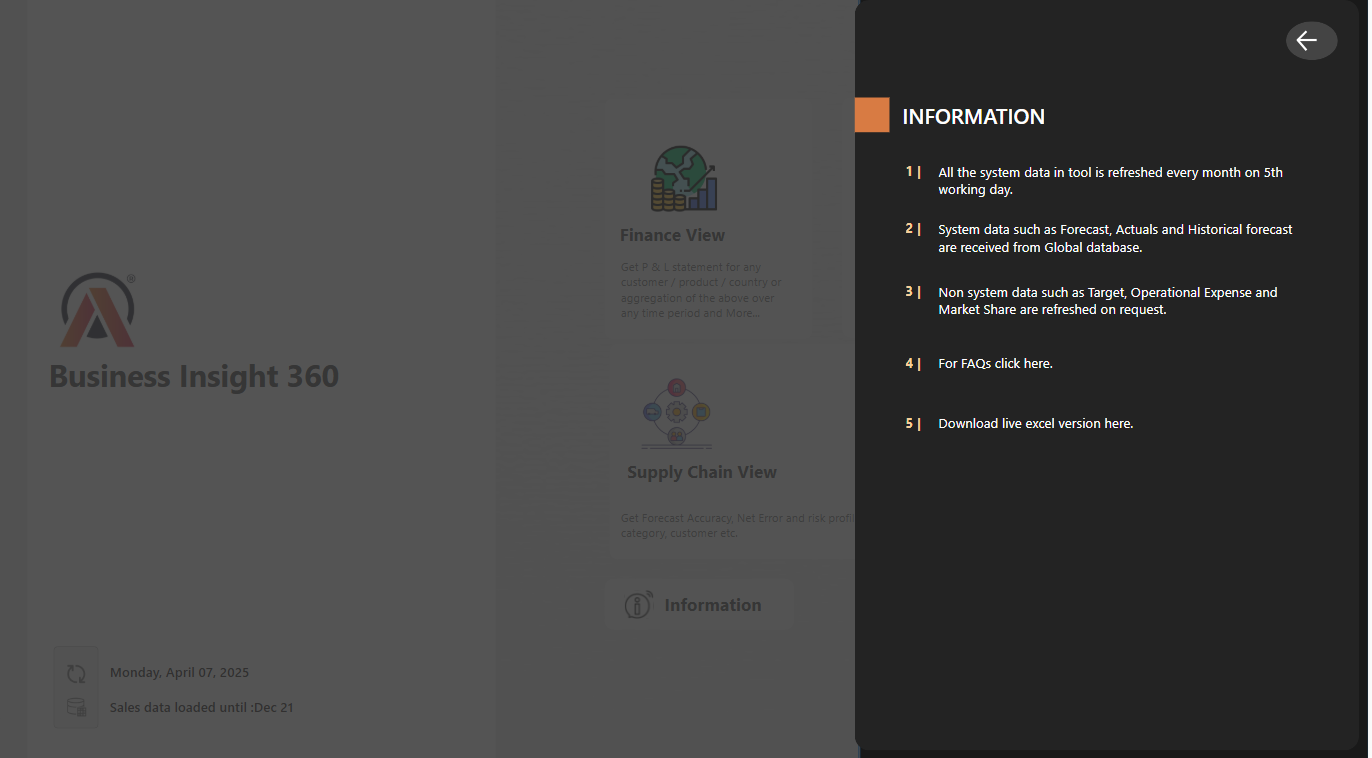 ®
Business Insight 360
Monday, April 07, 2025
Sales data loaded until :Dec 21
Finance View
Get P & L statement for any
customer / product / country or
aggregation of the above over
any time period and More...
Supply Chain View
Get Forecast Accuracy, Net Error and risk profil
category, customer etc.
Information
INFORMATION
1 | All the system data in tool is refreshed every month on 5th
working day.
2 | System data such as Forecast, Actuals and Historical forecast
are received from Global database.
3 | Non system data such as Target, Operational Expense and
Market Share are refreshed on request.
4 | For FAQs click here.
5 | Download live excel version here.